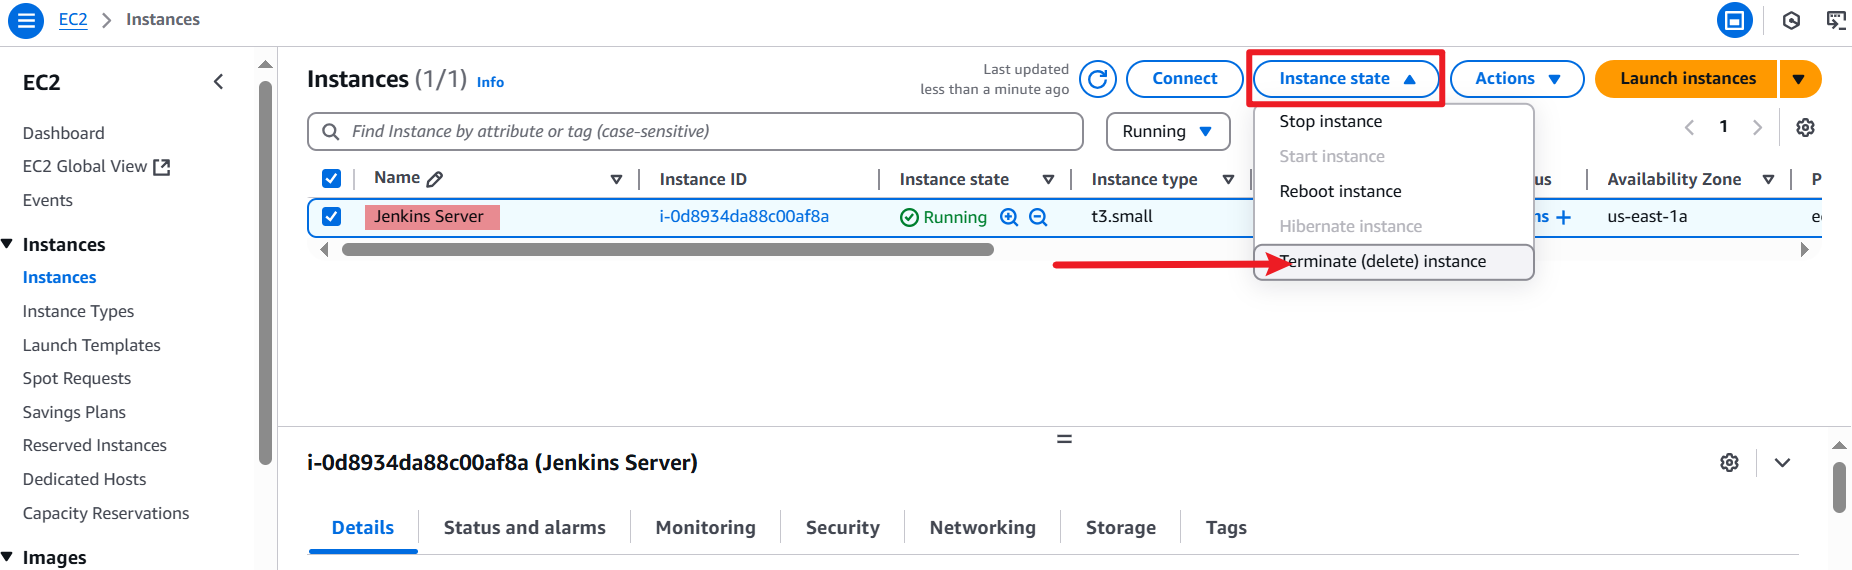 EC2 > Instances
EC2
Dashboard
EC2 Global View
Events
Instances
Instances
Instance Types
Launch Templates
Spot Requests
Savings Plans
Reserved Instances
Dedicated Hosts
Capacity Reservations
Images
Instances (1/1) Info
Last updated
less than a minute ago
Connect
Instance state
Actions
Launch instances
Find Instance by attribute or tag (case-sensitive)
Running
1
Stop instance
Start instance
Reboot instance
Hibernate instance
Terminate (delete) instance
Name Instance ID Instance state Instance type us Availability Zone P
Jenkins Server i-0d8934da88c00af8a Running t3.small ns + us-east-1a
i-0d8934da88c00af8a (Jenkins Server)
Details Status and alarms Monitoring Security Networking Storage Tags